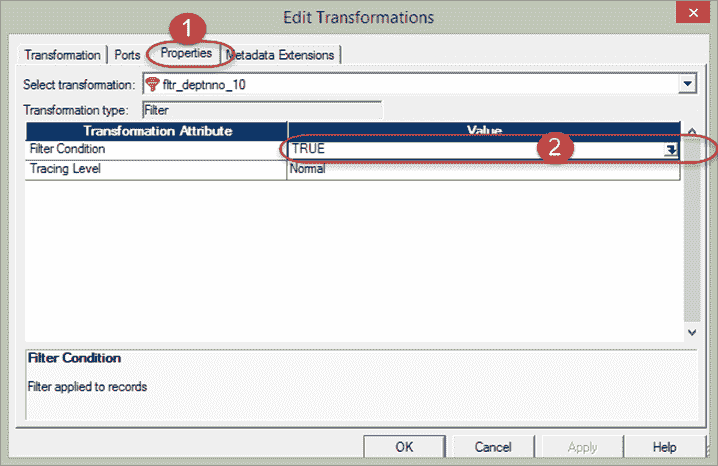 Edit Transformations
1
Transformation Ports Properties Metadata Extensions
Select transformation: fltr_deptnno_10
Transformation type: Filter
Transformation Attribute Value
Filter Condition TRUE 2
Tracing Level Normal
Filter Condition
Filter applied to records
OK Cancel Apply Help